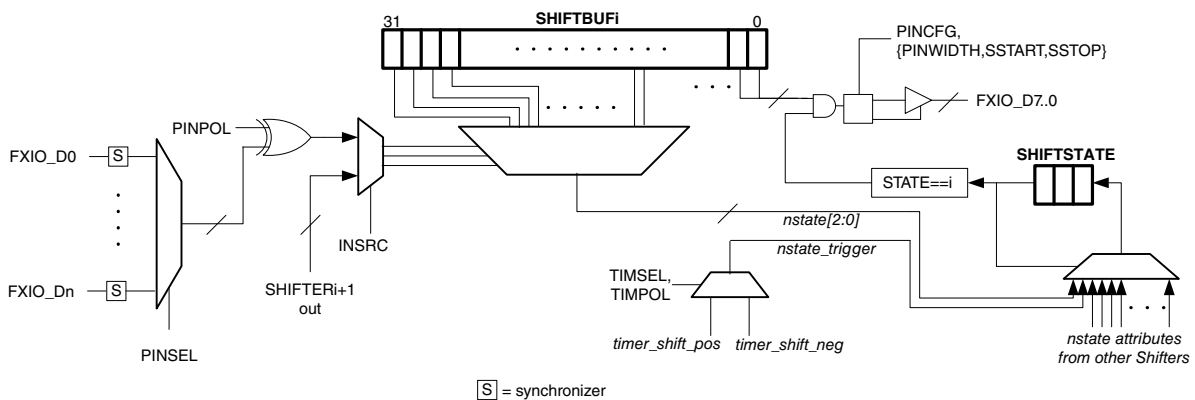 SHIFTBUFi
31
0
PINCFG,
{PINWIDTH,SSTART,SSTOP}
FXIO_D7..0
PINPOL
FXIO_D0
S
SHIFTSTATE
STATE==i
nstate[2:0]
INSRC
nstate_trigger
TIMSEL,
TIMPOL
FXIO_Dn
S
SHIFTERi+1
out
PINSEL
timer_shift_pos
timer_shift_neg
nstate attributes
from other Shifters
S = synchronizer